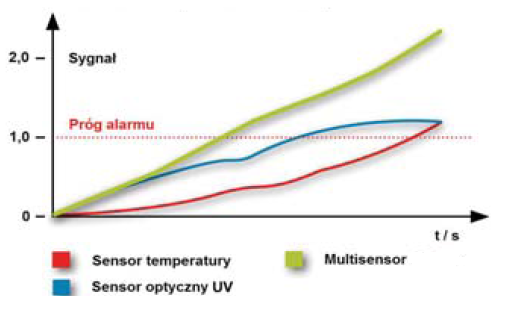 2,0
Sygnał
Próg alarmu
1,0
0
t / s
Sensor temperatury
Multisensor
Sensor optyczny UV